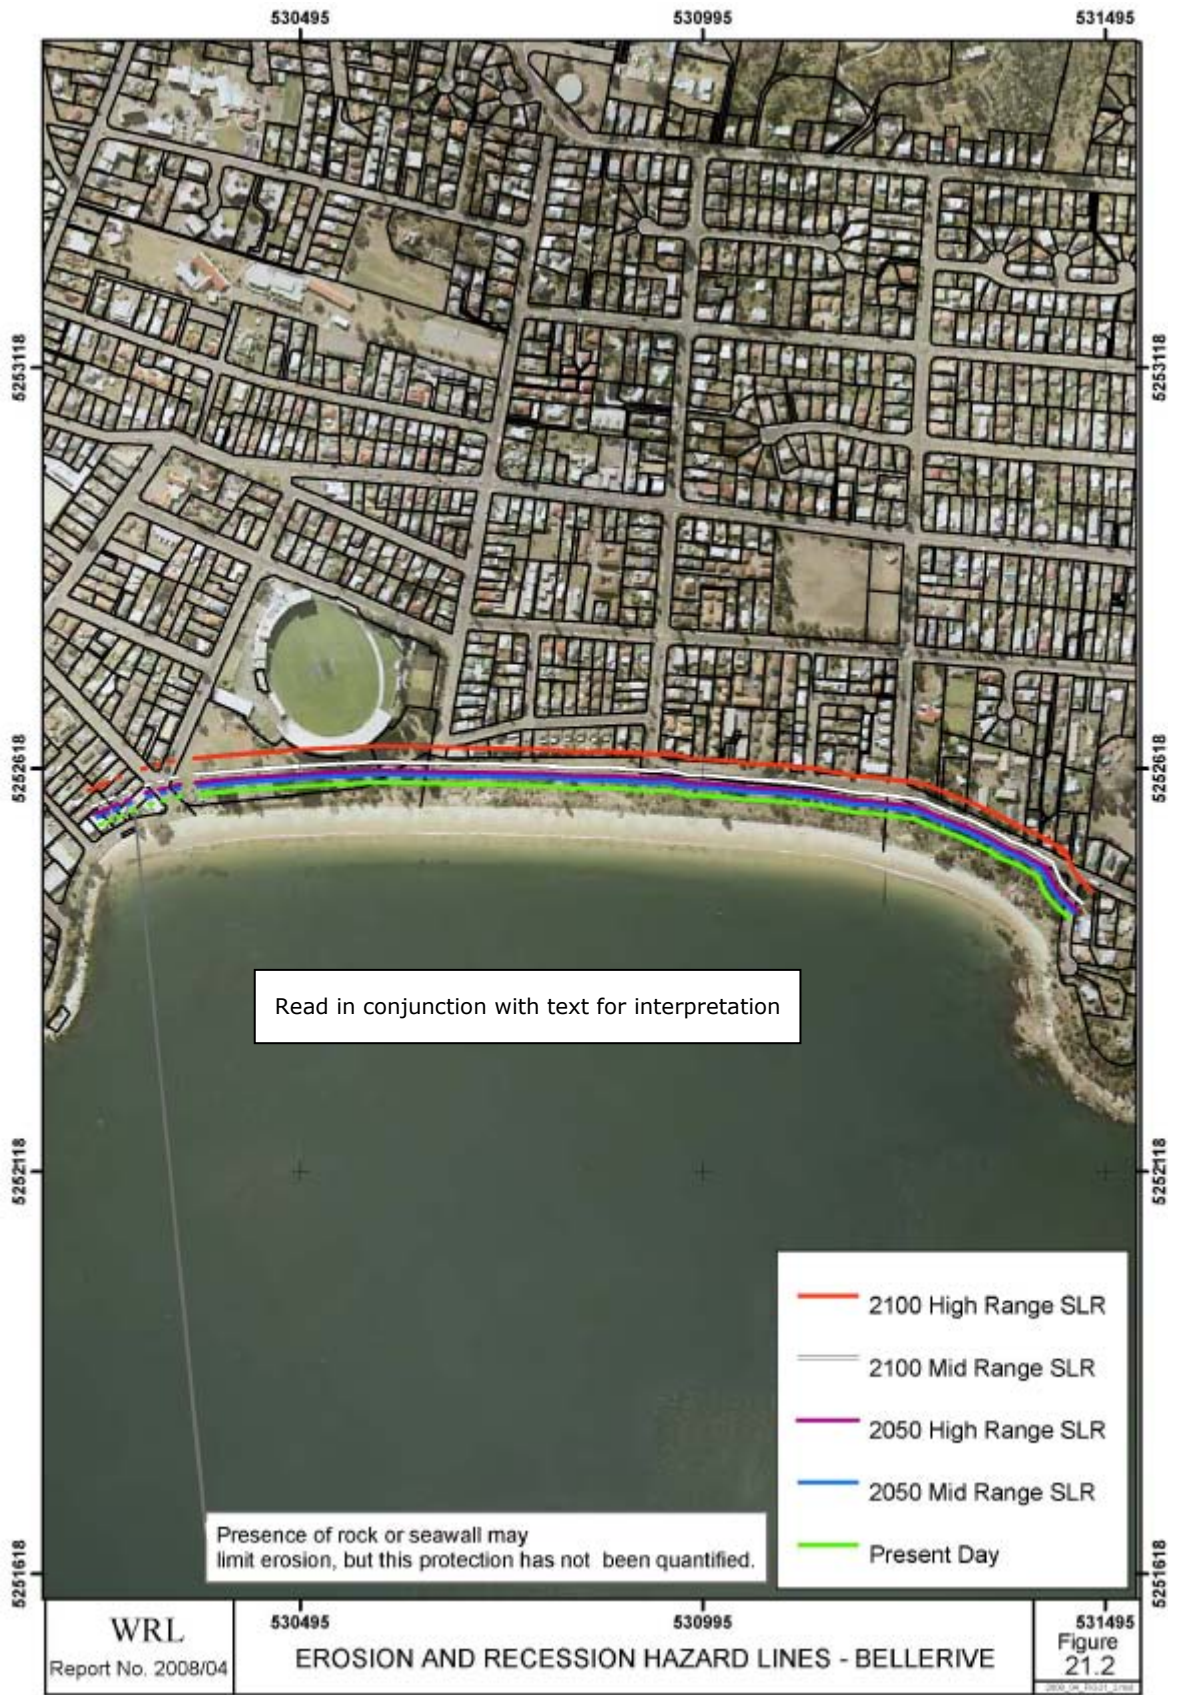 530495
530995
531495
5253118
5253118
5252618
5252618
Read in conjunction with text for interpretation
5252118
5252118
2100 High Range SLR
2100 Mid Range SLR
2050 High Range SLR
2050 Mid Range SLR
Present Day
Presence of rock or seawall may
limit erosion, but this protection has not been quantified.
5251618
5251618
530495
530995
531495
WRL
Report No. 2008/04
EROSION AND RECESSION HAZARD LINES - BELLERIVE
Figure
21.2